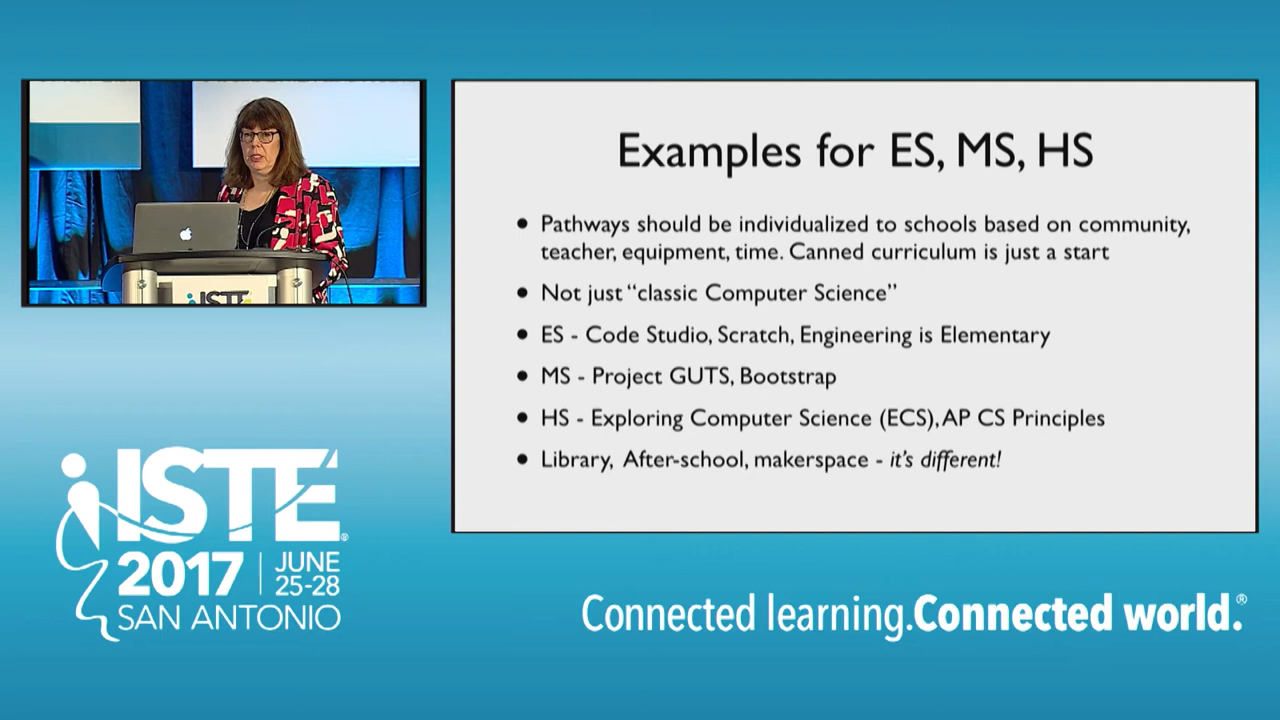 Examples for ES, MS, HS
• Pathways should be individualized to schools based on community,
teacher, equipment, time. Canned curriculum is just a start
• Not just “classic Computer Science”
• ES - Code Studio, Scratch, Engineering is Elementary
• MS - Project GUTS, Bootstrap
• HS - Exploring Computer Science (ECS), AP CS Principles
• Library, After-school, makerspace - it’s different!
ISTE
ISTE®
2017 | JUNE
25-28
SAN ANTONIO
Connected learning.Connected world.®